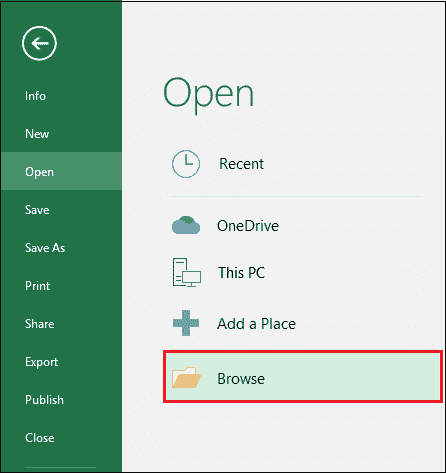 Info
New
Open
Save
Save As
Print
Share
Export
Publish
Close
Open
Recent
OneDrive
This PC
Add a Place
Browse